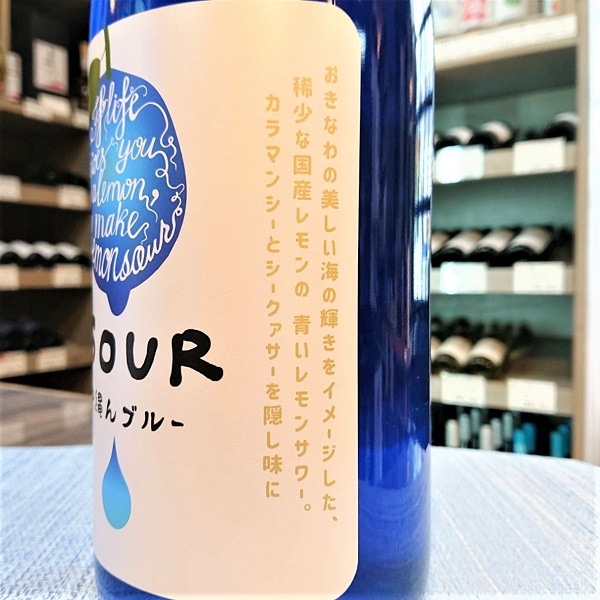 If life
gives you
a lemon,
make
lemonsour
SOUR
檸んブルー
おきなわの美しい海の輝きをイメージした、
稀少な国産レモンの 青いレモンサワー。
カラマンシーとシークァサーを隠し味に